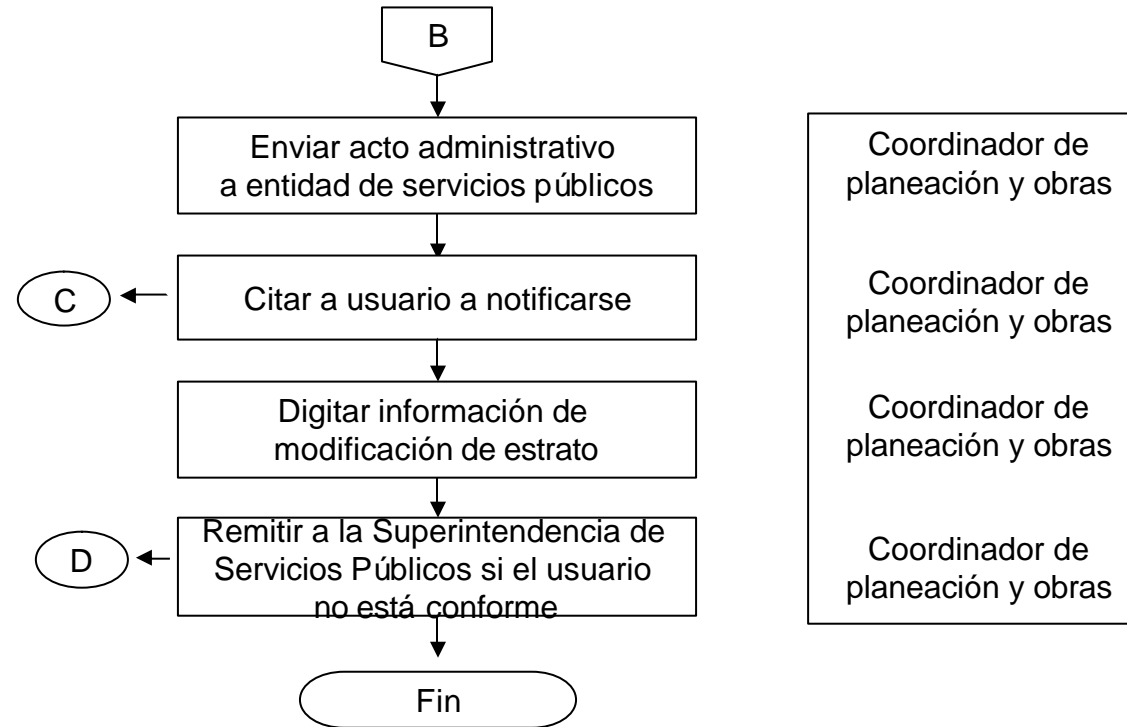 B
Enviar acto administrativo
a entidad de servicios públicos
Coordinador de
planeación y obras
C
Citar a usuario a notificarse
Coordinador de
planeación y obras
Digitar información de
modificación de estrato
Coordinador de
planeación y obras
D
Remitir a la Superintendencia de
Servicios Públicos si el usuario
no está conforme
Coordinador de
planeación y obras
Fin